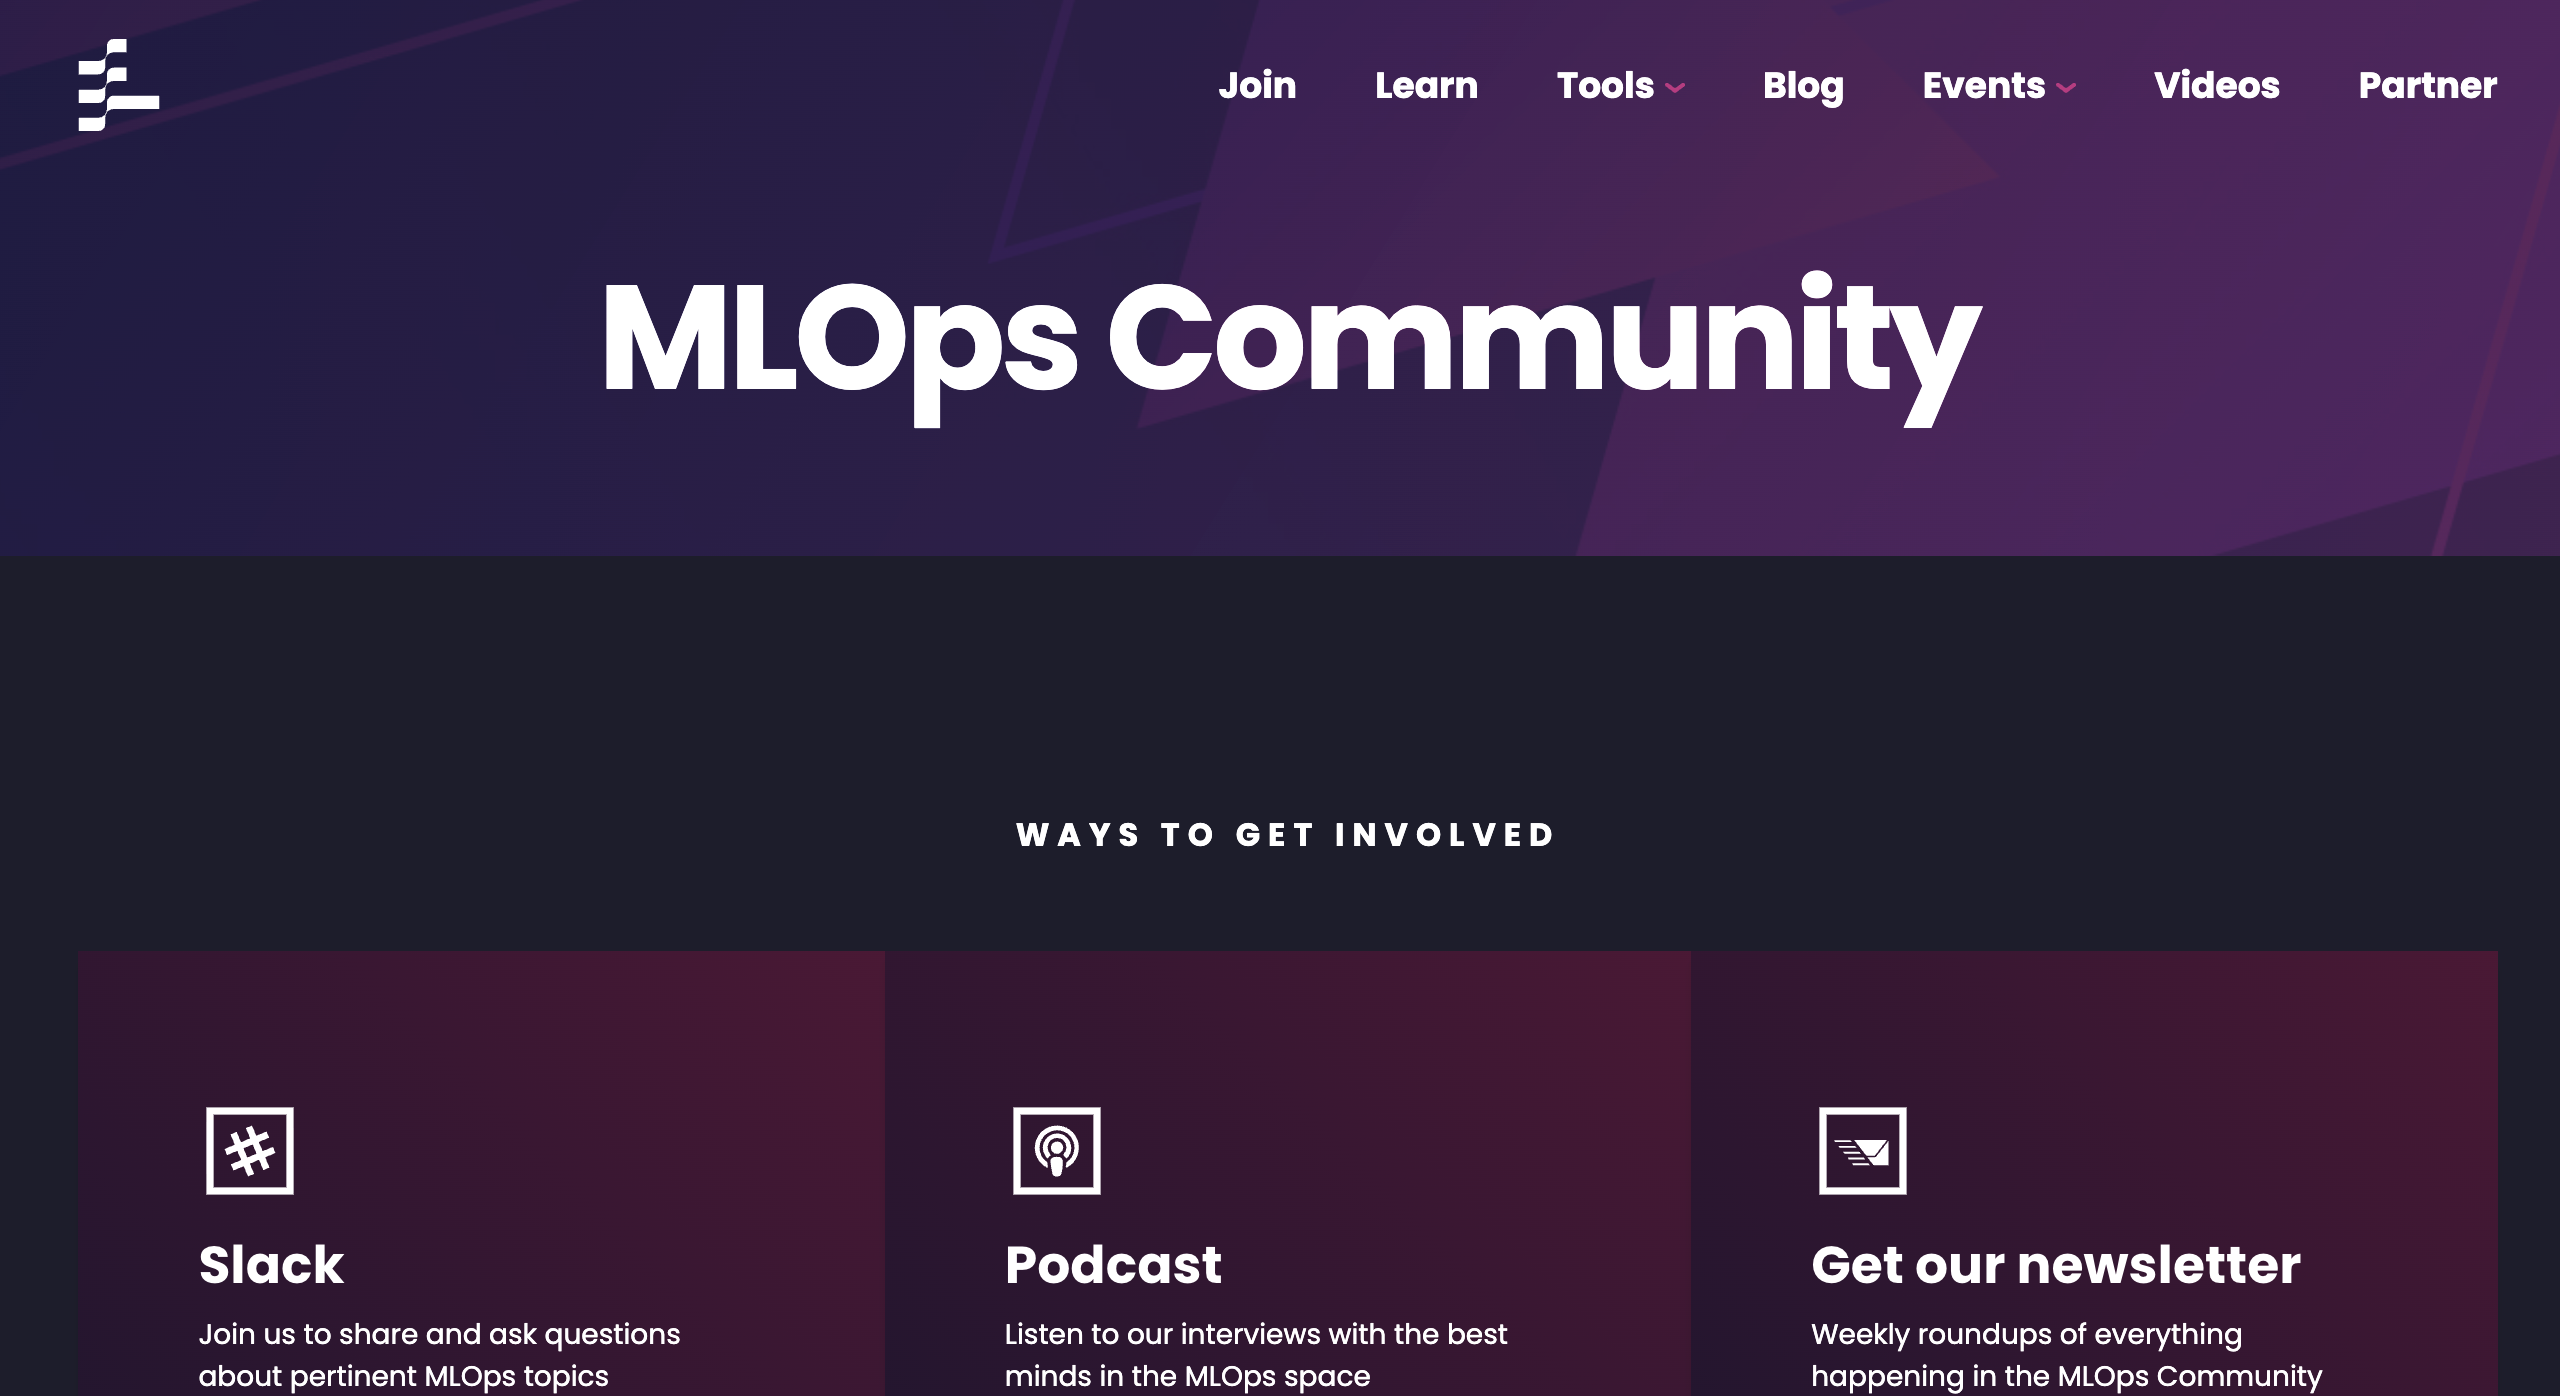 Join Learn Tools Blog Events Videos Partner
MLOps Community
WAYS TO GET INVOLVED
Slack
Join us to share and ask questions
about pertinent MLOps topics
Podcast
Listen to our interviews with the best
minds in the MLOps space
Get our newsletter
Weekly roundups of everything
happening in the MLOps Community